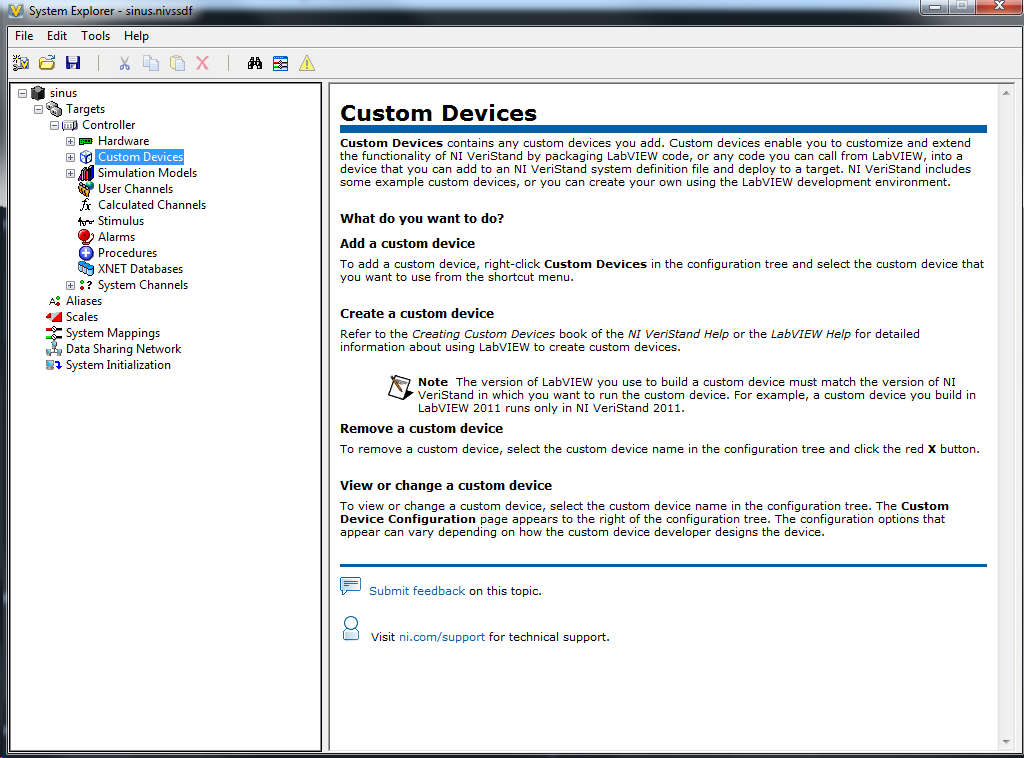 System Explorer - sinus.nivssdf
File Edit Tools Help
sinus
Targets
Controller
Hardware
Custom Devices
Simulation Models
User Channels
fx Calculated Channels
Stimulus
Alarms
Procedures
XNET Databases
System Channels
Aliases
Scales
System Mappings
Data Sharing Network
System Initialization
Custom Devices
Custom Devices contains any custom devices you add. Custom devices enable you to customize and extend
the functionality of NI VeriStand by packaging LabVIEW code, or any code you can call from LabVIEW, into a
device that you can add to an NI VeriStand system definition file and deploy to a target. NI VeriStand includes
some example custom devices, or you can create your own using the LabVIEW development environment.
What do you want to do?
Add a custom device
To add a custom device, right-click Custom Devices in the configuration tree and select the custom device that
you want to use from the shortcut menu.
Create a custom device
Refer to the Creating Custom Devices book of the NI VeriStand Help or the LabVIEW Help for detailed
information about using LabVIEW to create custom devices.
Note The version of LabVIEW you use to build a custom device must match the version of NI
VeriStand in which you want to run the custom device. For example, a custom device you build in
LabVIEW 2011 runs only in NI VeriStand 2011.
Remove a custom device
To remove a custom device, select the custom device name in the configuration tree and click the red X button.
View or change a custom device
To view or change a custom device, select the custom device name in the configuration tree. The Custom
Device Configuration page appears to the right of the configuration tree. The configuration options that
appear can vary depending on how the custom device developer designs the device.
Submit feedback on this topic.
Visit ni.com/support for technical support.